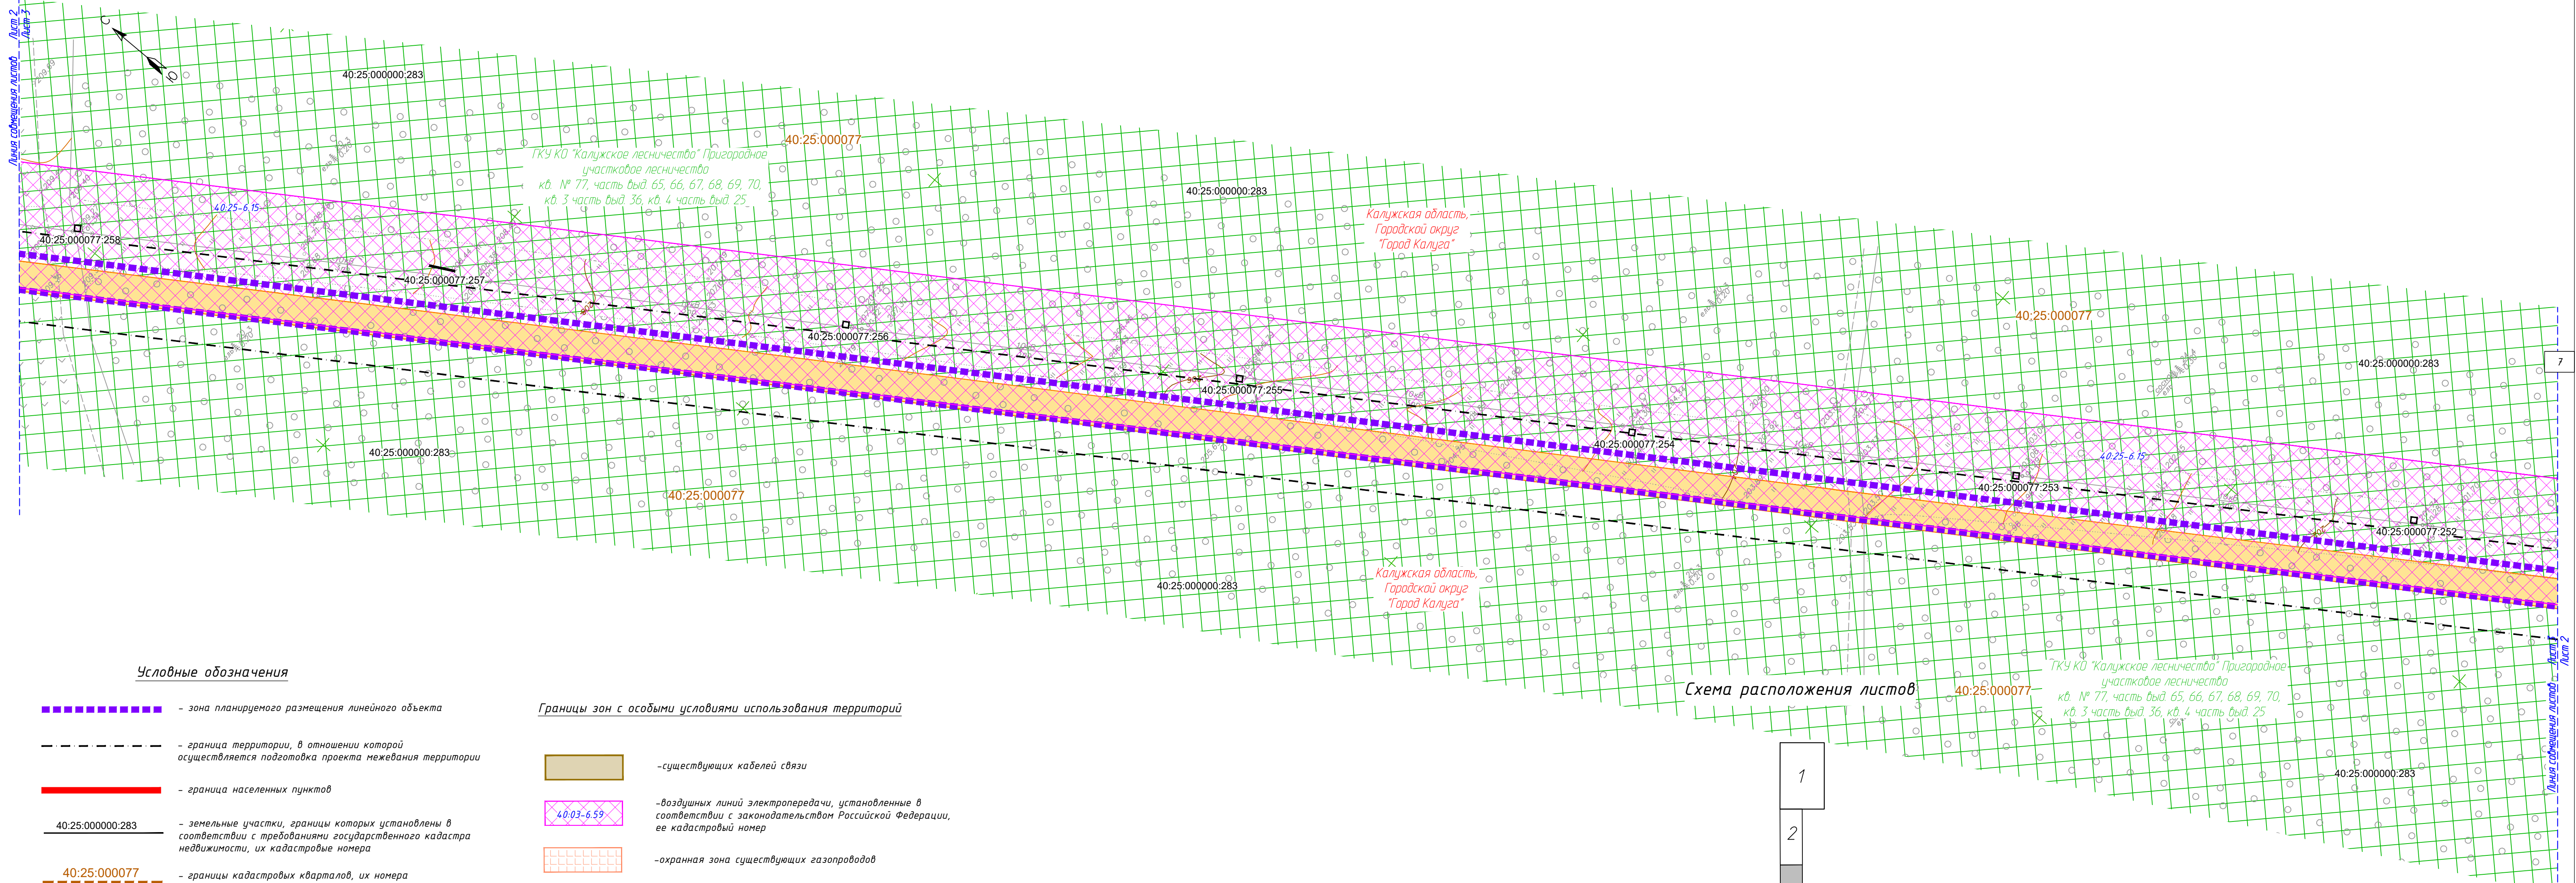 Лист 2
Лист 3
Линия совмещения листов
С
Ю
40:25:000000:283
40:25:000077
ГКУ КО "Калужское лесничество" Пригородное
участковое лесничество
кв. № 77, часть выд. 65, 66, 67, 68, 69, 70,
кв. 3 часть выд. 36, кв. 4 часть выд. 25
40:25:000000:283
Калужская область,
Городской округ
"Город Калуга"
40:25-6.15
40:25:000077:258
40:25:000077:257
40:25:000077:256
40:25:000077:255
40:25:000077:254
40:25:000077:253
40:25:000077:252
40:25:000077
40:25:000000:283
7
40:25-6.15
40:25:000000:283
40:25:000077
40:25:000000:283
Калужская область,
Городской округ
"Город Калуга"
40:25:000077
ГКУ КО "Калужское лесничество" Пригородное
участковое лесничество
кв. № 77, часть выд. 65, 66, 67, 68, 69, 70,
кв. 3 часть выд. 36, кв. 4 часть выд. 25
40:25:000000:283
Лист 3
Лист 2
Линия совмещения листов
Условные обозначения
- зона планируемого размещения линейного объекта
- граница территории, в отношении которой
осуществляется подготовка проекта межевания территории
- граница населенных пунктов
40:25:000000:283
- земельные участки, границы которых установлены в
соответствии с требованиями государственного кадастра
недвижимости, их кадастровые номера
40:25:000077
- границы кадастровых кварталов, их номера
Границы зон с особыми условиями использования территорий
-существующих кабелей связи
40:03-6.59
-воздушных линий электропередачи, установленные в
соответствии с законодательством Российской Федерации,
ее кадастровый номер
-охранная зона существующих газопроводов
Схема расположения листов
1
2